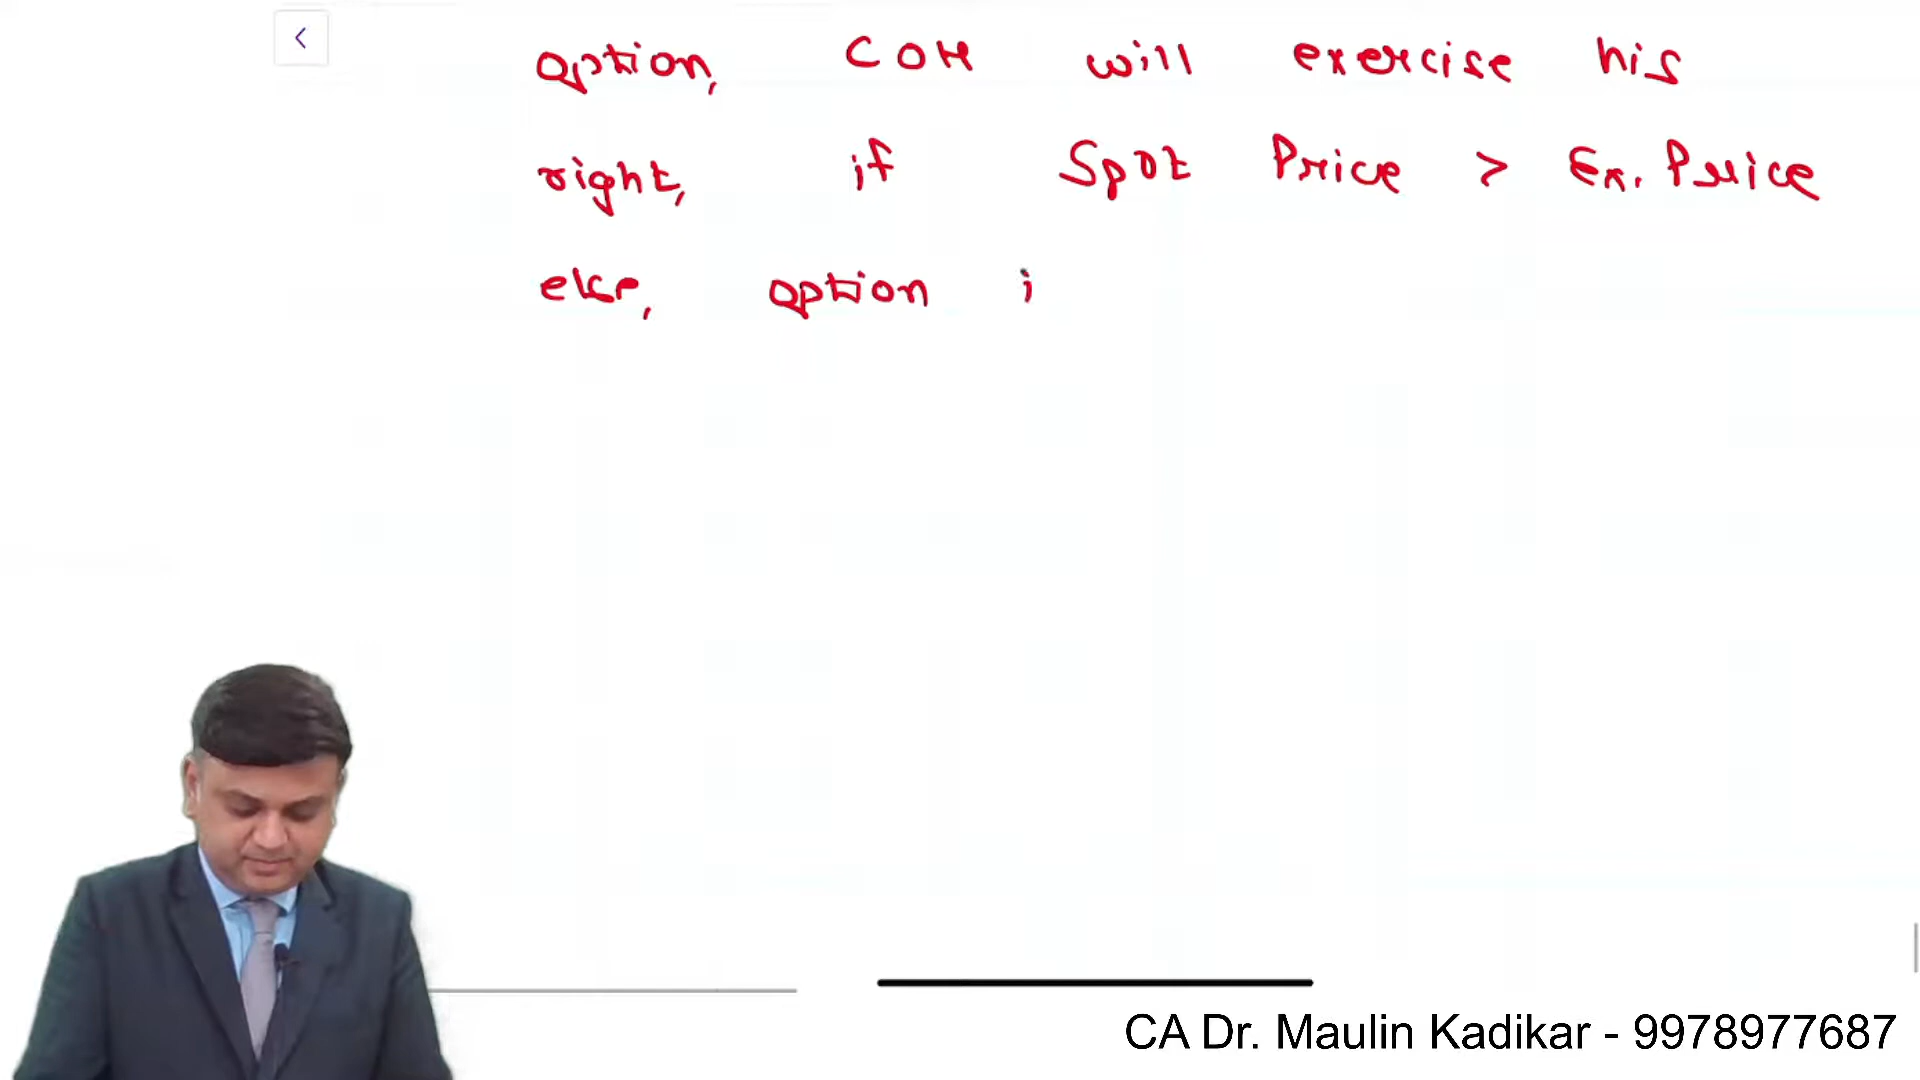 option, COH will exercise his
right, if Spot Price > Ex. Price
else, option i
CA Dr. Maulin Kadikar - 9978977687